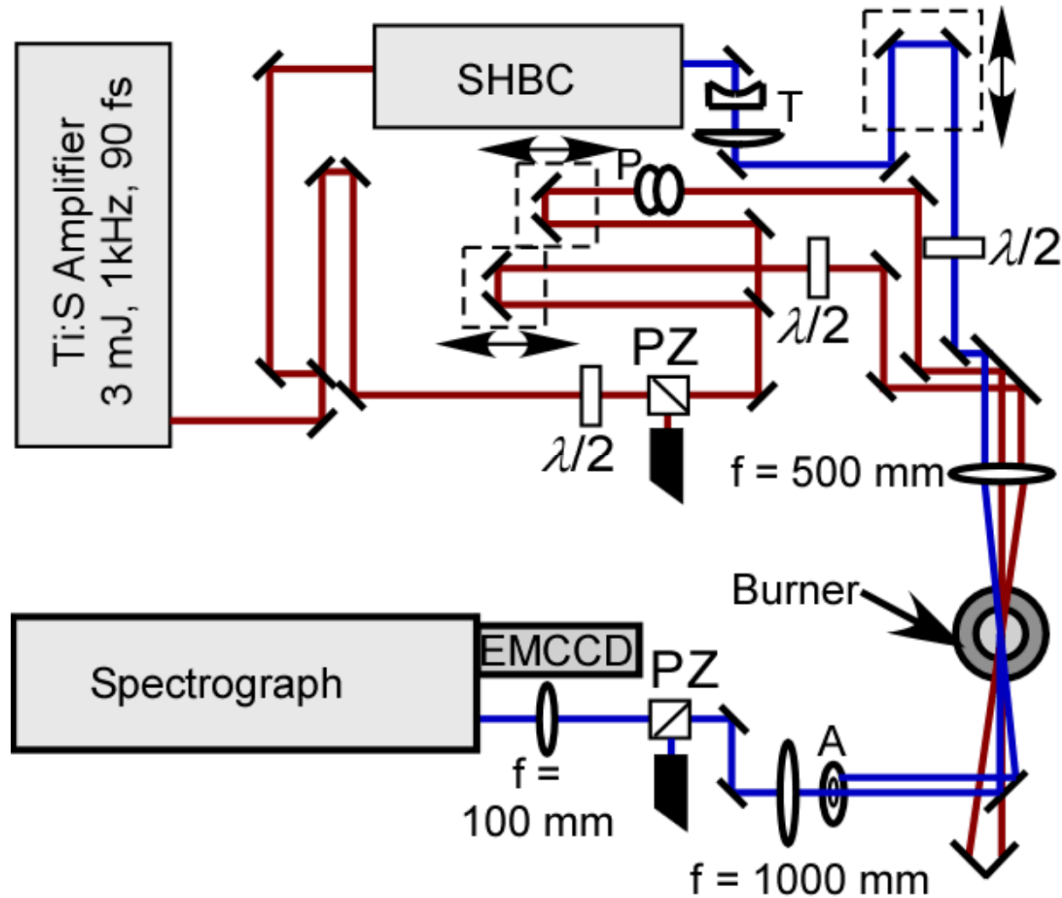 Ti:S Amplifier
3 mJ, 1kHz, 90 fs
SHBC
T
P
λ/2
λ/2
PZ
λ/2
f = 500 mm
Burner
Spectrograph
EMCCD
PZ
A
f =
100 mm
f = 1000 mm